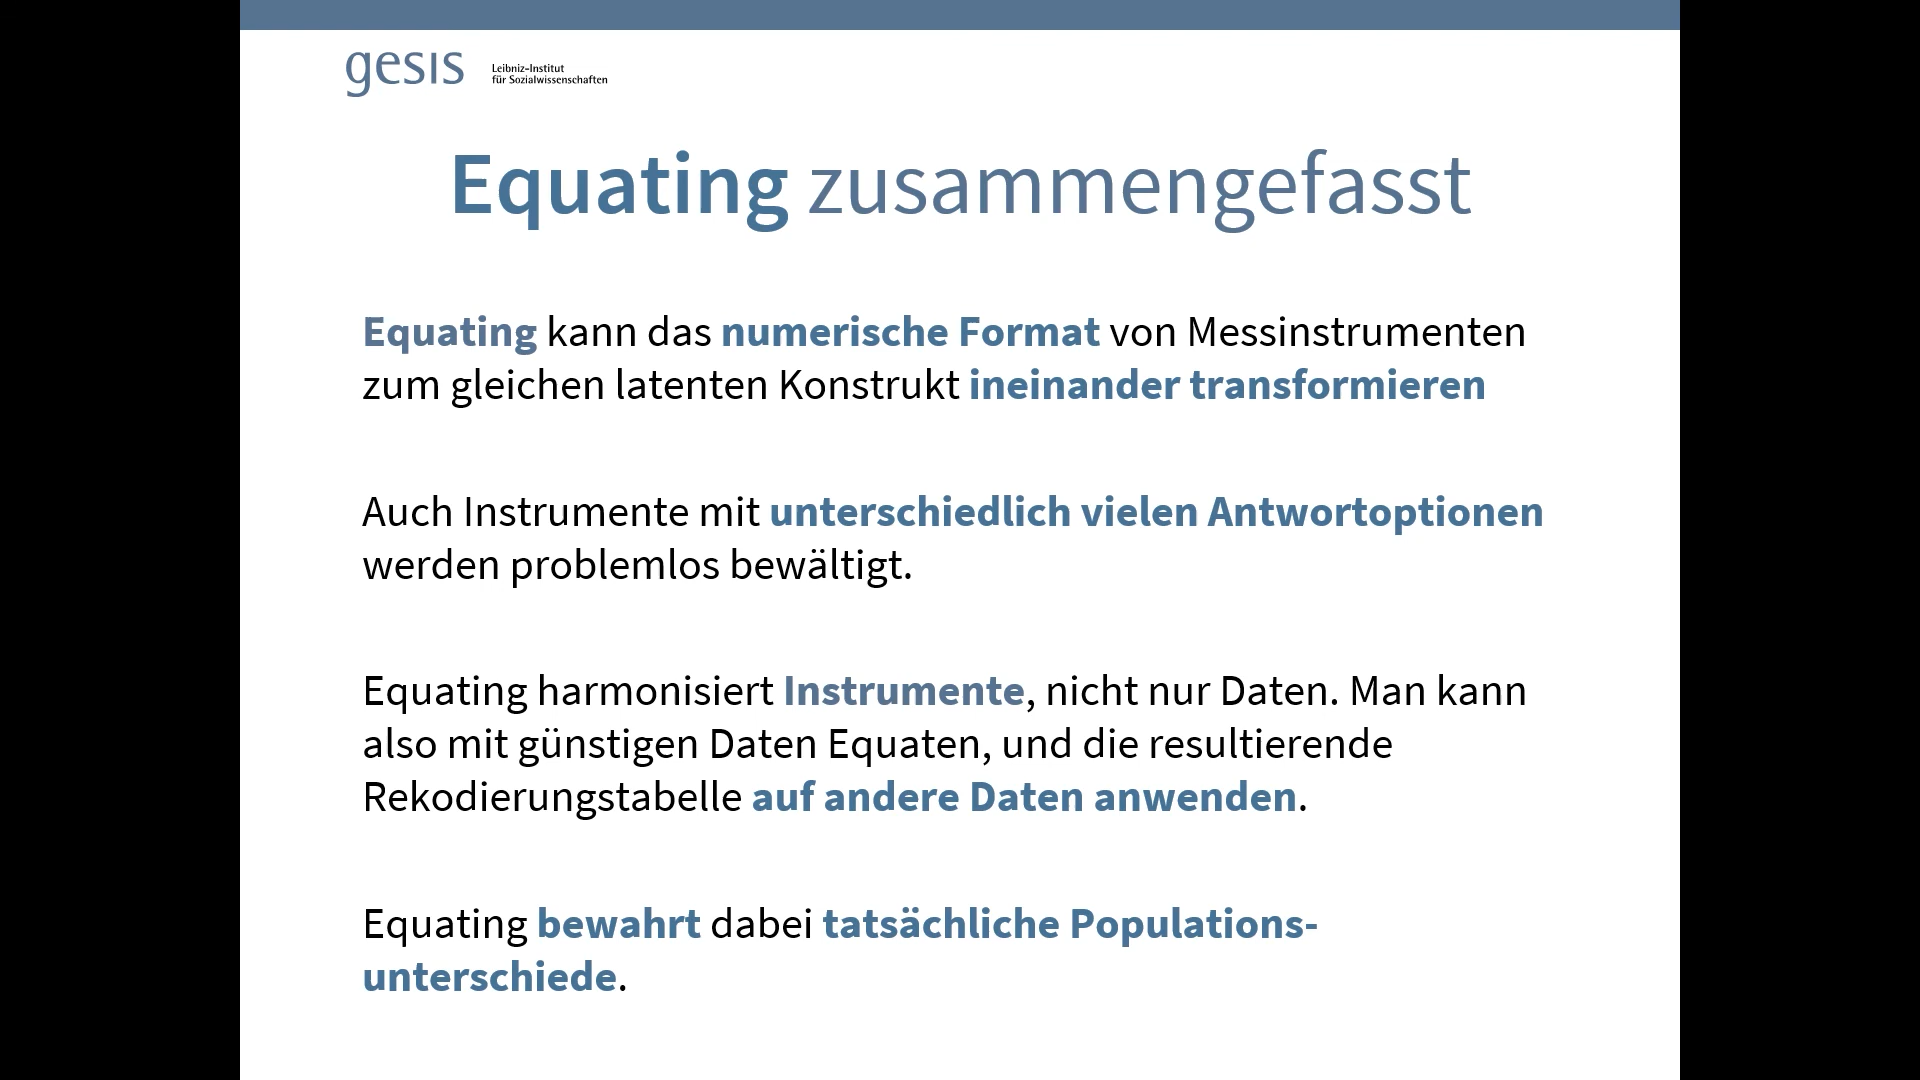 gesis
Leibniz-Institut
für Sozialwissenschaften
Equating zusammengefasst
Equating kann das numerische Format von Messinstrumenten
zum gleichen latenten Konstrukt ineinander transformieren
Auch Instrumente mit unterschiedlich vielen Antwortoptionen
werden problemlos bewältigt.
Equating harmonisiert Instrumente, nicht nur Daten. Man kann
also mit günstigen Daten Equaten, und die resultierende
Rekodierungstabelle auf andere Daten anwenden.
Equating bewahrt dabei tatsächliche Populations-
unterschiede.